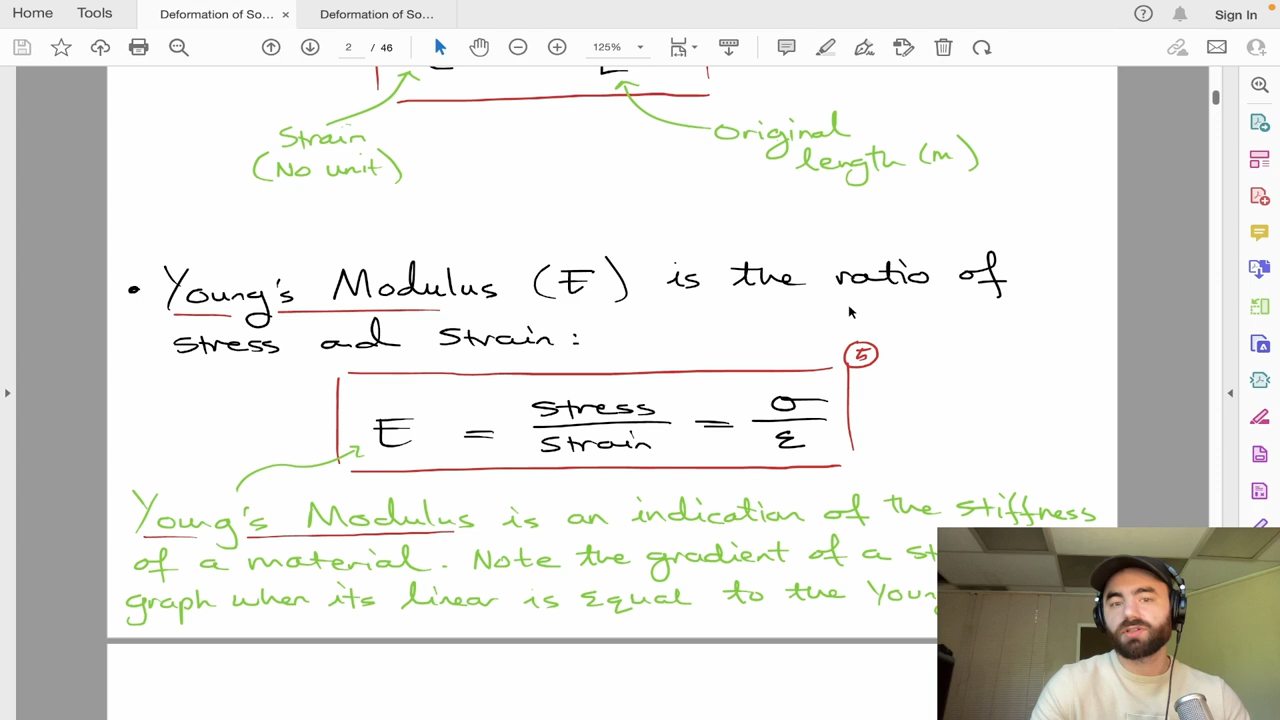 Home Tools Deformation of So... × Deformation of So... Sign In
2 / 46 125%
Strain
(No unit)
Original
length (m)
• Young's Modulus (E) is the ratio of
stress and strain:
5
E = stress/strain = σ/ε
Young's Modulus is an indication of the stiffness
of a material. Note the gradient of a
graph when its linear is equal to the